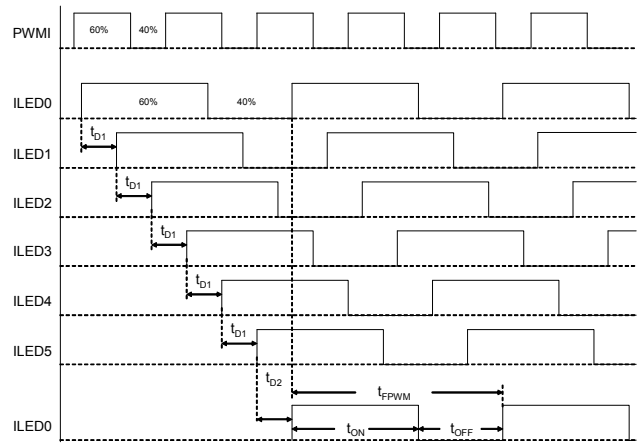 PWMI
60% 40%
ILED0
60% 40%
tD1
ILED1
tD1
ILED2
tD1
ILED3
tD1
ILED4
tD1
ILED5
tD2
tFPWM
tON tOFF
ILED0